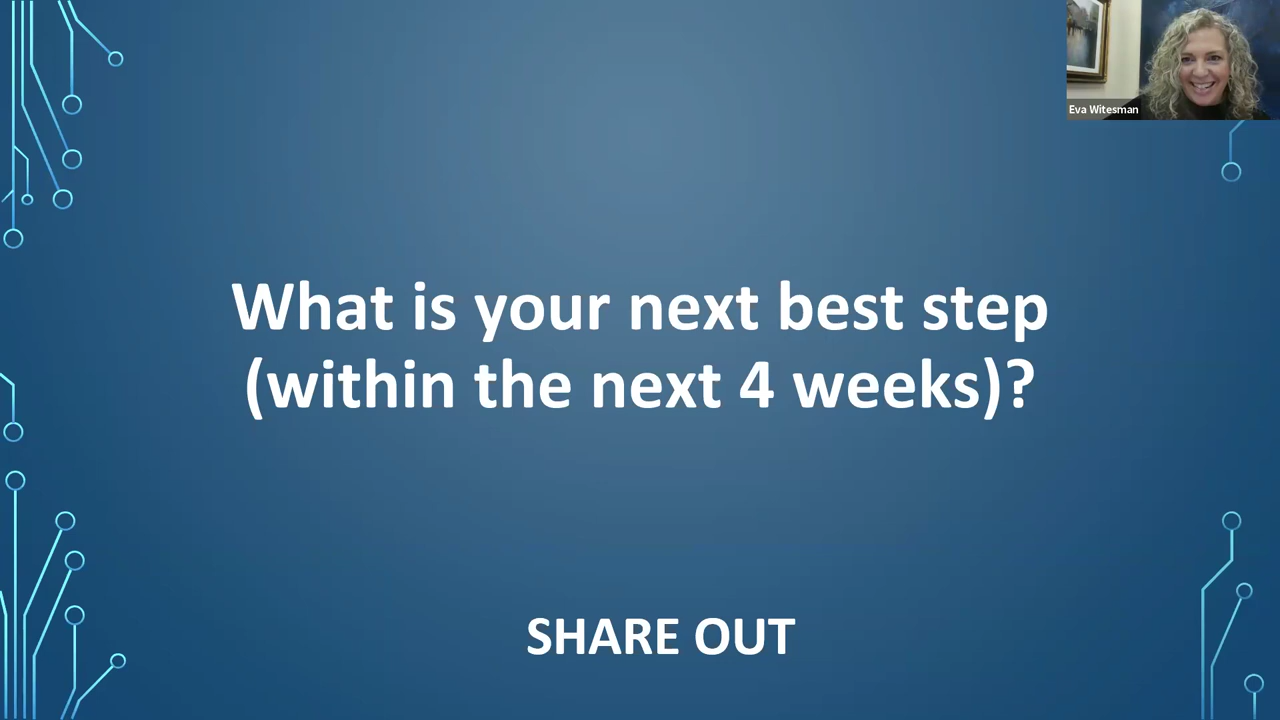 Eva Witesman
What is your next best step
(within the next 4 weeks)?
SHARE OUT